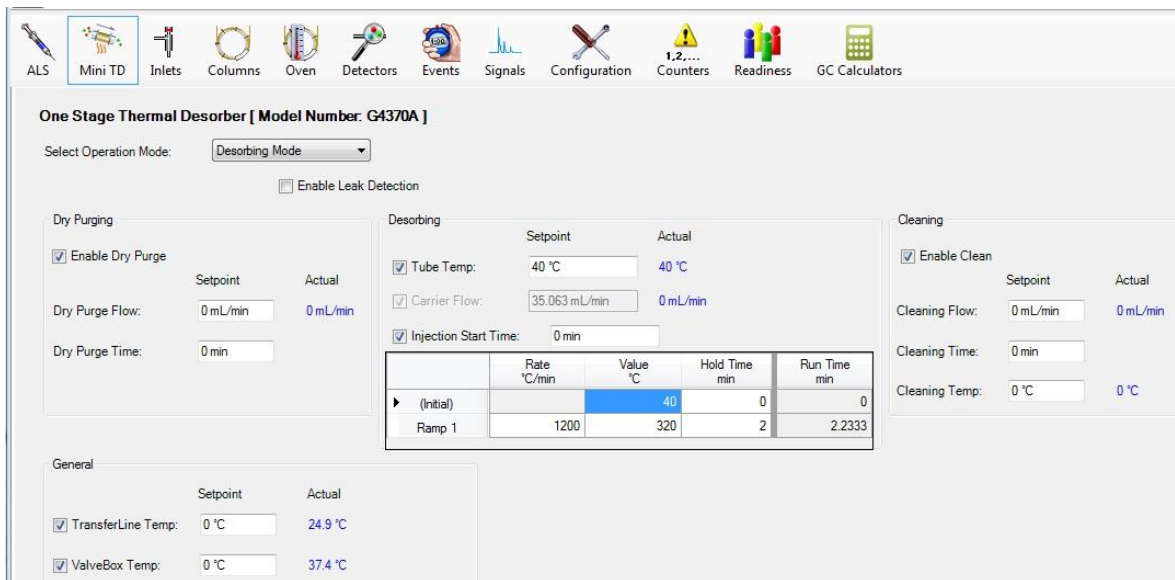 ALS Mini TD Inlets Columns Oven Detectors Events Signals Configuration 1,2,... Counters Readiness GC Calculators
One Stage Thermal Desorber [ Model Number: G4370A ]
Select Operation Mode: Desorbing Mode
Enable Leak Detection
Dry Purging
Enable Dry Purge
Setpoint Actual
Dry Purge Flow: 0 mL/min 0 mL/min
Dry Purge Time: 0 min
Desorbing
Setpoint Actual
Tube Temp: 40 °C 40 °C
Carrier Flow: 35.063 mL/min 0 mL/min
Injection Start Time: 0 min
Rate Value Hold Time Run Time
°C/min °C min min
(Initial) 40 0 0
Ramp 1 1200 320 2 2.2333
Cleaning
Enable Clean
Setpoint Actual
Cleaning Flow: 0 mL/min 0 mL/min
Cleaning Time: 0 min
Cleaning Temp: 0 °C 0 °C
General
Setpoint Actual
TransferLine Temp: 0 °C 24.9 °C
ValveBox Temp: 0 °C 37.4 °C